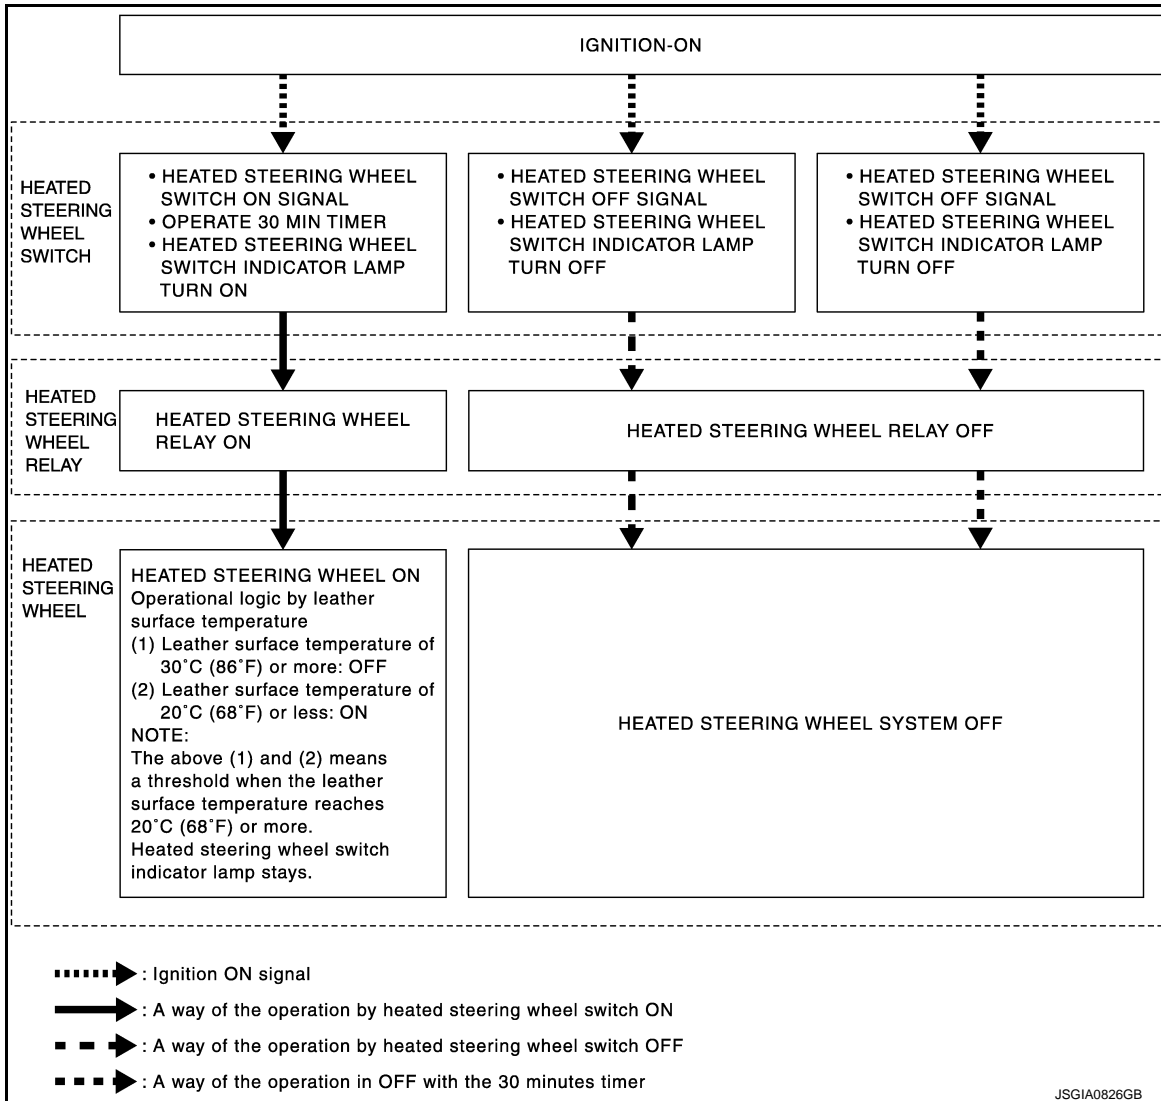 IGNITION-ON
HEATED
STEERING
WHEEL
SWITCH
• HEATED STEERING WHEEL
SWITCH ON SIGNAL
• OPERATE 30 MIN TIMER
• HEATED STEERING WHEEL
SWITCH INDICATOR LAMP
TURN ON
• HEATED STEERING WHEEL
SWITCH OFF SIGNAL
• HEATED STEERING WHEEL
SWITCH INDICATOR LAMP
TURN OFF
• HEATED STEERING WHEEL
SWITCH OFF SIGNAL
• HEATED STEERING WHEEL
SWITCH INDICATOR LAMP
TURN OFF
HEATED
STEERING
WHEEL
RELAY
HEATED STEERING WHEEL
RELAY ON
HEATED STEERING WHEEL RELAY OFF
HEATED
STEERING
WHEEL
HEATED STEERING WHEEL ON
Operational logic by leather
surface temperature
(1) Leather surface temperature of
30˚C (86˚F) or more: OFF
(2) Leather surface temperature of
20˚C (68˚F) or less: ON
NOTE:
The above (1) and (2) means
a threshold when the leather
surface temperature reaches
20˚C (68˚F) or more.
Heated steering wheel switch
indicator lamp stays.
HEATED STEERING WHEEL SYSTEM OFF
: Ignition ON signal
: A way of the operation by heated steering wheel switch ON
: A way of the operation by heated steering wheel switch OFF
: A way of the operation in OFF with the 30 minutes timer
JSGIA0826GB